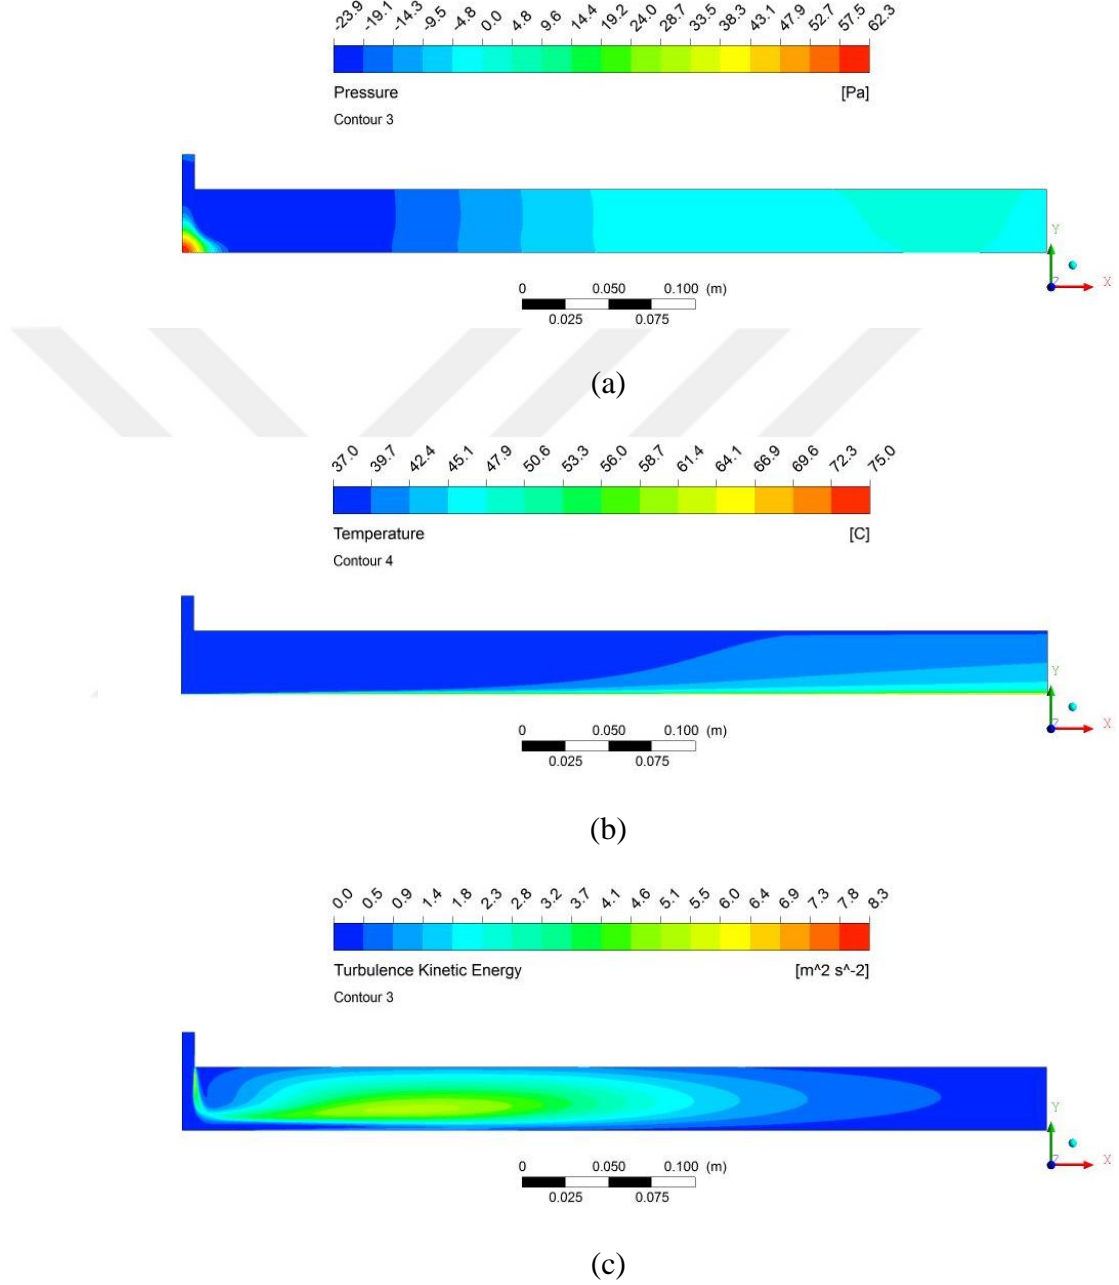 -23.9 -19.1 -14.3 -9.5 -4.8 0.0 4.8 9.6 14.4 19.2 24.0 28.7 33.5 38.3 43.1 47.9 52.7 57.5 62.3
Pressure [Pa]
Contour 3
Y
Z X
0 0.050 0.100 (m)
0.025 0.075
(a)
37.0 39.7 42.4 45.1 47.9 50.6 53.3 56.0 58.7 61.4 64.1 66.9 69.6 72.3 75.0
Temperature [C]
Contour 4
Y
Z X
0 0.050 0.100 (m)
0.025 0.075
(b)
0.0 0.5 0.9 1.4 1.8 2.3 2.8 3.2 3.7 4.1 4.6 5.1 5.5 6.0 6.4 6.9 7.3 7.8 8.3
Turbulence Kinetic Energy [m^2 s^-2]
Contour 3
Y
Z X
0 0.050 0.100 (m)
0.025 0.075
(c)